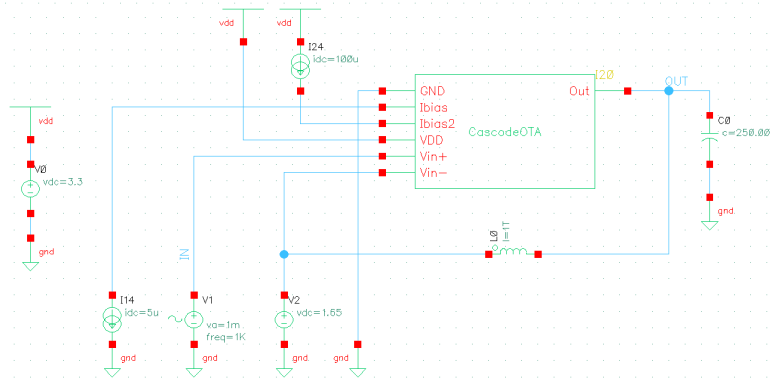 vdd
vdd
I24
idc=100u
I20
GND
Ibias
Ibias2
VDD
Vin+
Vin-
CascodeOTA
Out
OUT
C0
c=250.00
gnd
vdd
V0
vdc=3.3
gnd
L0
l=1T
IN
I14
idc=5u
gnd
V1
va=1m
freq=1K
gnd
V2
vdc=1.65
gnd
gnd